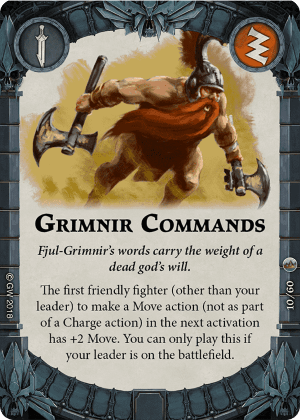 GRIMNIR COMMANDS
Fjul-Grimnir's words carry the weight of a
dead god's will.
The first friendly fighter (other than your
leader) to make a Move action (not as part
of a Charge action) in the next activation
has +2 Move. You can only play this if
your leader is on the battlefield.
© GW 2018
10/60